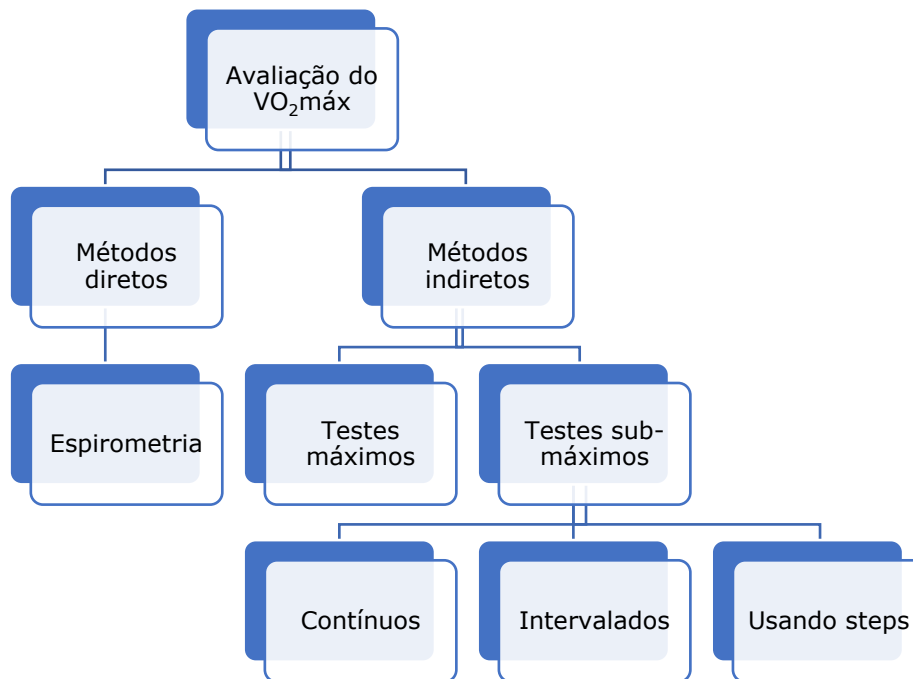 Avaliação do
VO₂máx
Métodos
diretos
Métodos
indiretos
Espirometria
Testes
máximos
Testes sub-
máximos
Contínuos
Intervalados
Usando steps